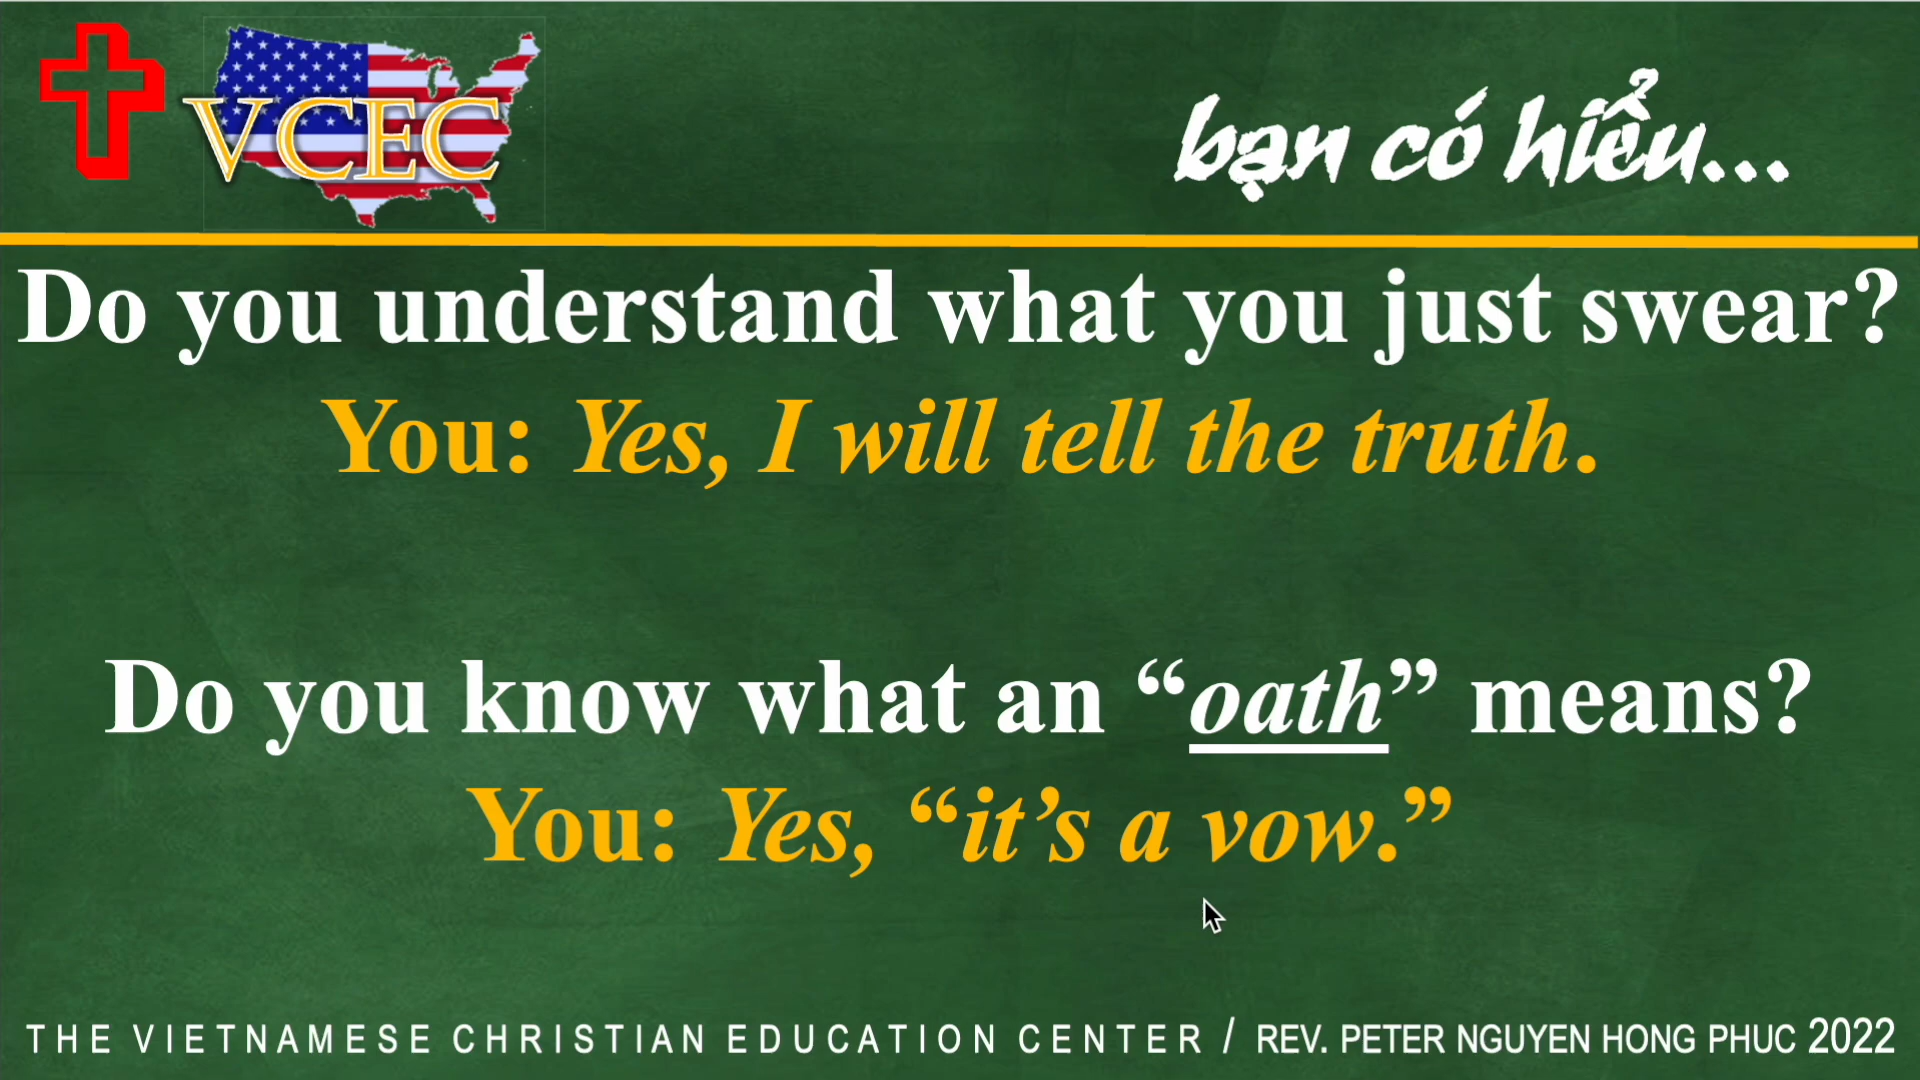 VCEC
bạn có hiểu...
Do you understand what you just swear?
You: Yes, I will tell the truth.
Do you know what an “oath” means?
You: Yes, “it’s a vow.”
THE VIETNAMESE CHRISTIAN EDUCATION CENTER / REV. PETER NGUYEN HONG PHUC 2022